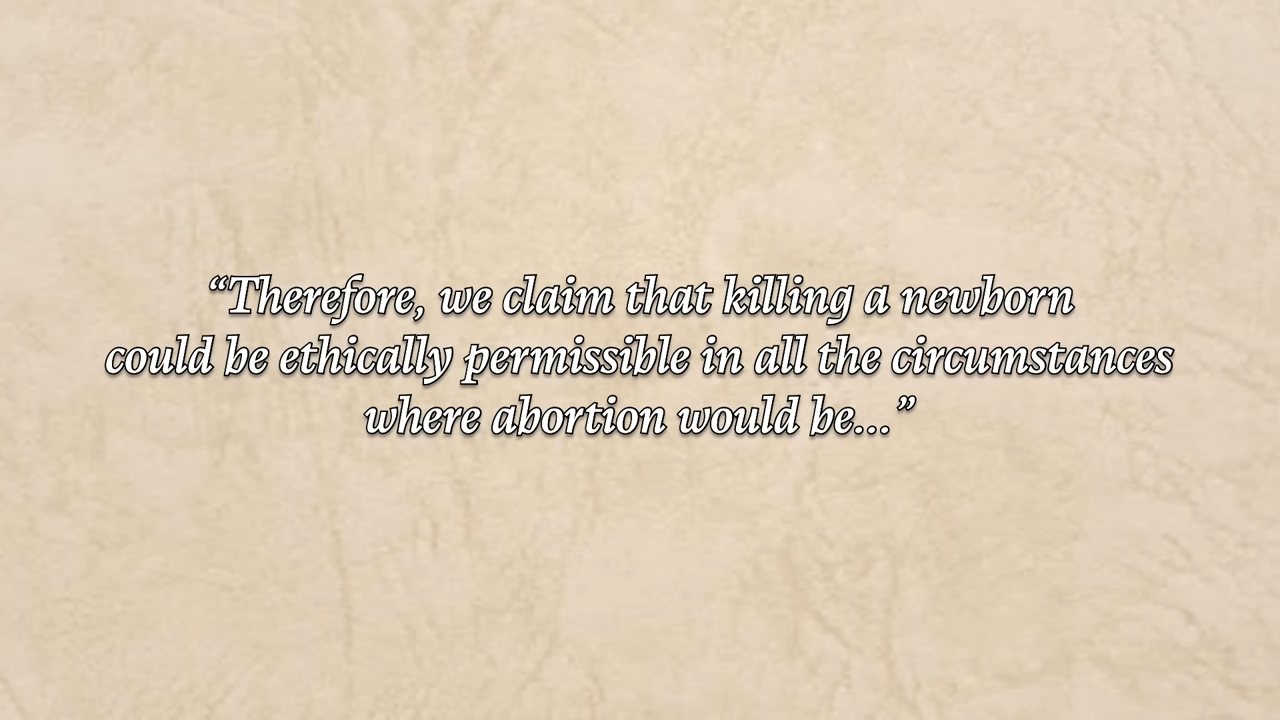 “Therefore, we claim that killing a newborn
could be ethically permissible in all the circumstances
where abortion would be...”